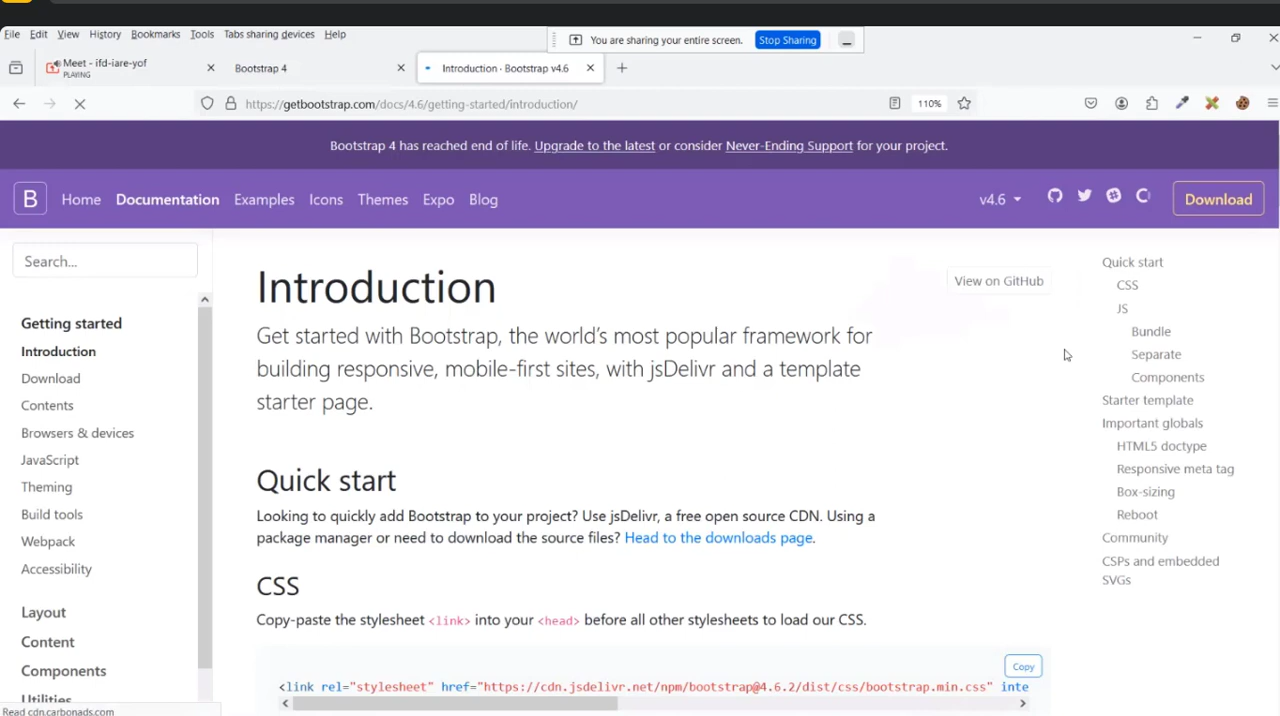 File Edit View History Bookmarks Tools Tabs sharing devices Help
You are sharing your entire screen. Stop Sharing
Meet - ifd-iare-yof
PLAYING
Bootstrap 4
Introduction · Bootstrap v4.6
https://getbootstrap.com/docs/4.6/getting-started/introduction/
110%
Bootstrap 4 has reached end of life. Upgrade to the latest or consider Never-Ending Support for your project.
B Home Documentation Examples Icons Themes Expo Blog v4.6 Download
Search...
Getting started
Introduction
Download
Contents
Browsers & devices
JavaScript
Theming
Build tools
Webpack
Accessibility
Layout
Content
Components
Utilities
Introduction
View on GitHub
Get started with Bootstrap, the world's most popular framework for
building responsive, mobile-first sites, with jsDelivr and a template
starter page.
Quick start
Looking to quickly add Bootstrap to your project? Use jsDelivr, a free open source CDN. Using a
package manager or need to download the source files? Head to the downloads page.
CSS
Copy-paste the stylesheet <link> into your <head> before all other stylesheets to load our CSS.
Copy
<link rel="stylesheet" href="https://cdn.jsdelivr.net/npm/bootstrap@4.6.2/dist/css/bootstrap.min.css" inte
Quick start
CSS
JS
Bundle
Separate
Components
Starter template
Important globals
HTML5 doctype
Responsive meta tag
Box-sizing
Reboot
Community
CSPs and embedded
SVGs
Read cdn.carbonads.com